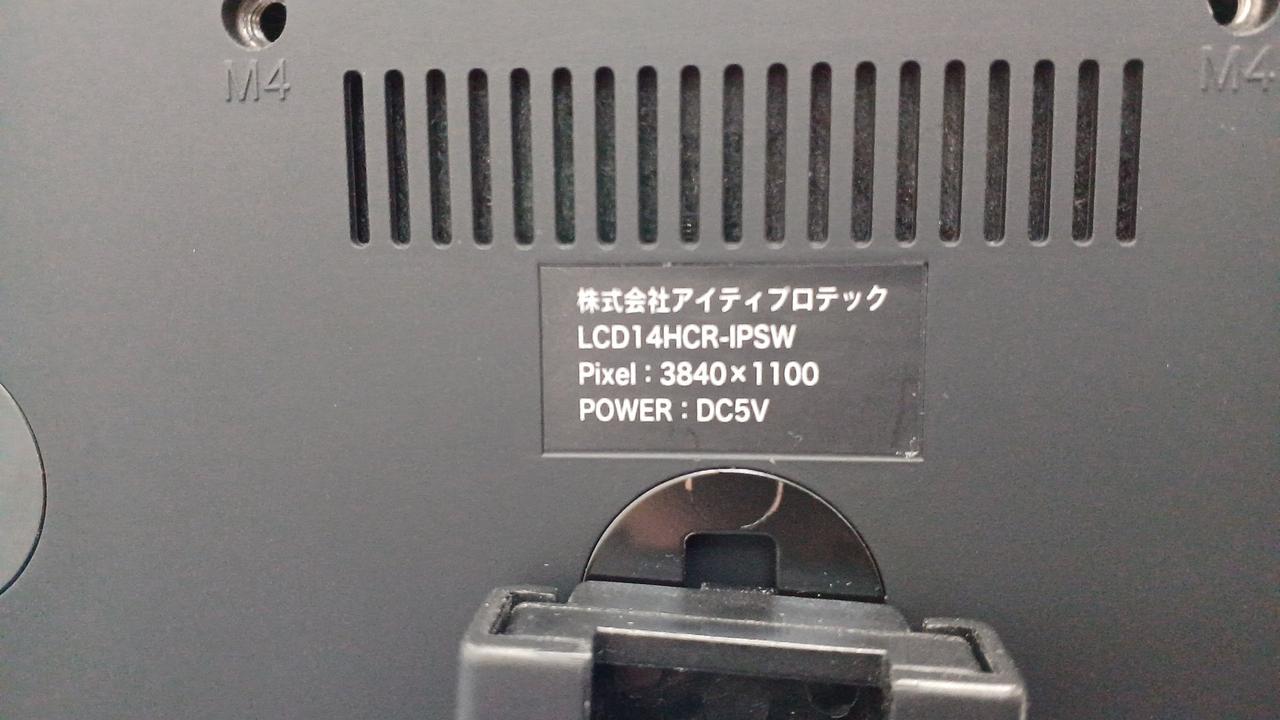 M4
M4
株式会社アイティプロテック
LCD14HCR-IPSW
Pixel：3840×1100
POWER：DC5V